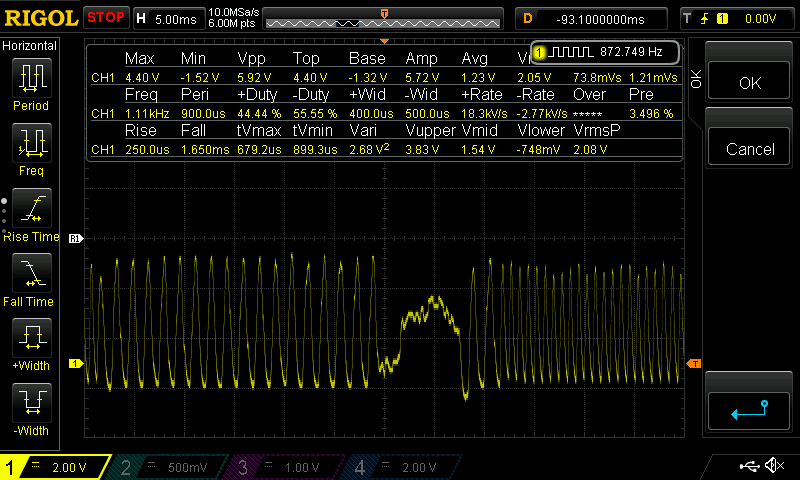 RIGOL STOP H 5.00ms 10.0MSa/s 6.00M pts T D -93.1000000ms T 1 0.00V
Horizontal
Period
Freq
Rise Time
Fall Time
+Width
-Width
1 872.749 Hz
Max Min Vpp Top Base Amp Avg
CH1 4.40 V -1.52 V 5.92 V 4.40 V -1.32 V 5.72 V 1.23 V 2.05 V 73.8mVs 1.21mVs
Freq Peri +Duty -Duty +Wid -Wid +Rate -Rate Over Pre
CH1 1.11kHz 900.0us 44.44 % 55.55 % 400.0us 500.0us 18.3kV/s -2.77kV/s ***** 3.496 %
Rise Fall tVmax tVmin Vari Vupper Vmid Vlower VrmsP
CH1 250.0us 1.650ms 679.2us 899.3us 2.68 V² 3.83 V 1.54 V -748mV 2.08 V
R1
1
T
OK
OK
Cancel
1 2.00 V 2 500mV 3 1.00 V 4 2.00 V